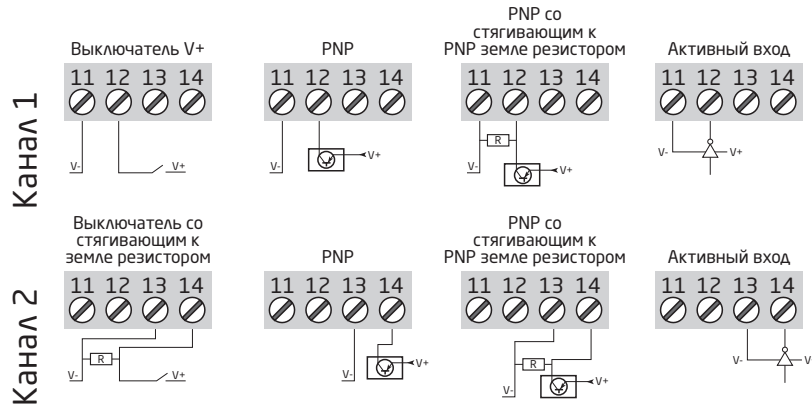 Канал 1
Выключатель V+
11 12 13 14
V-
V+
PNP
11 12 13 14
V-
V+
PNP со
стягивающим к
PNP земле резистором
11 12 13 14
R
V-
V+
Активный вход
11 12 13 14
V-
V+
Канал 2
Выключатель со
стягивающим к
земле резистором
11 12 13 14
R
V-
V+
PNP
11 12 13 14
V-
V+
PNP со
стягивающим к
PNP земле резистором
11 12 13 14
R
V-
V+
Активный вход
11 12 13 14
V-
V